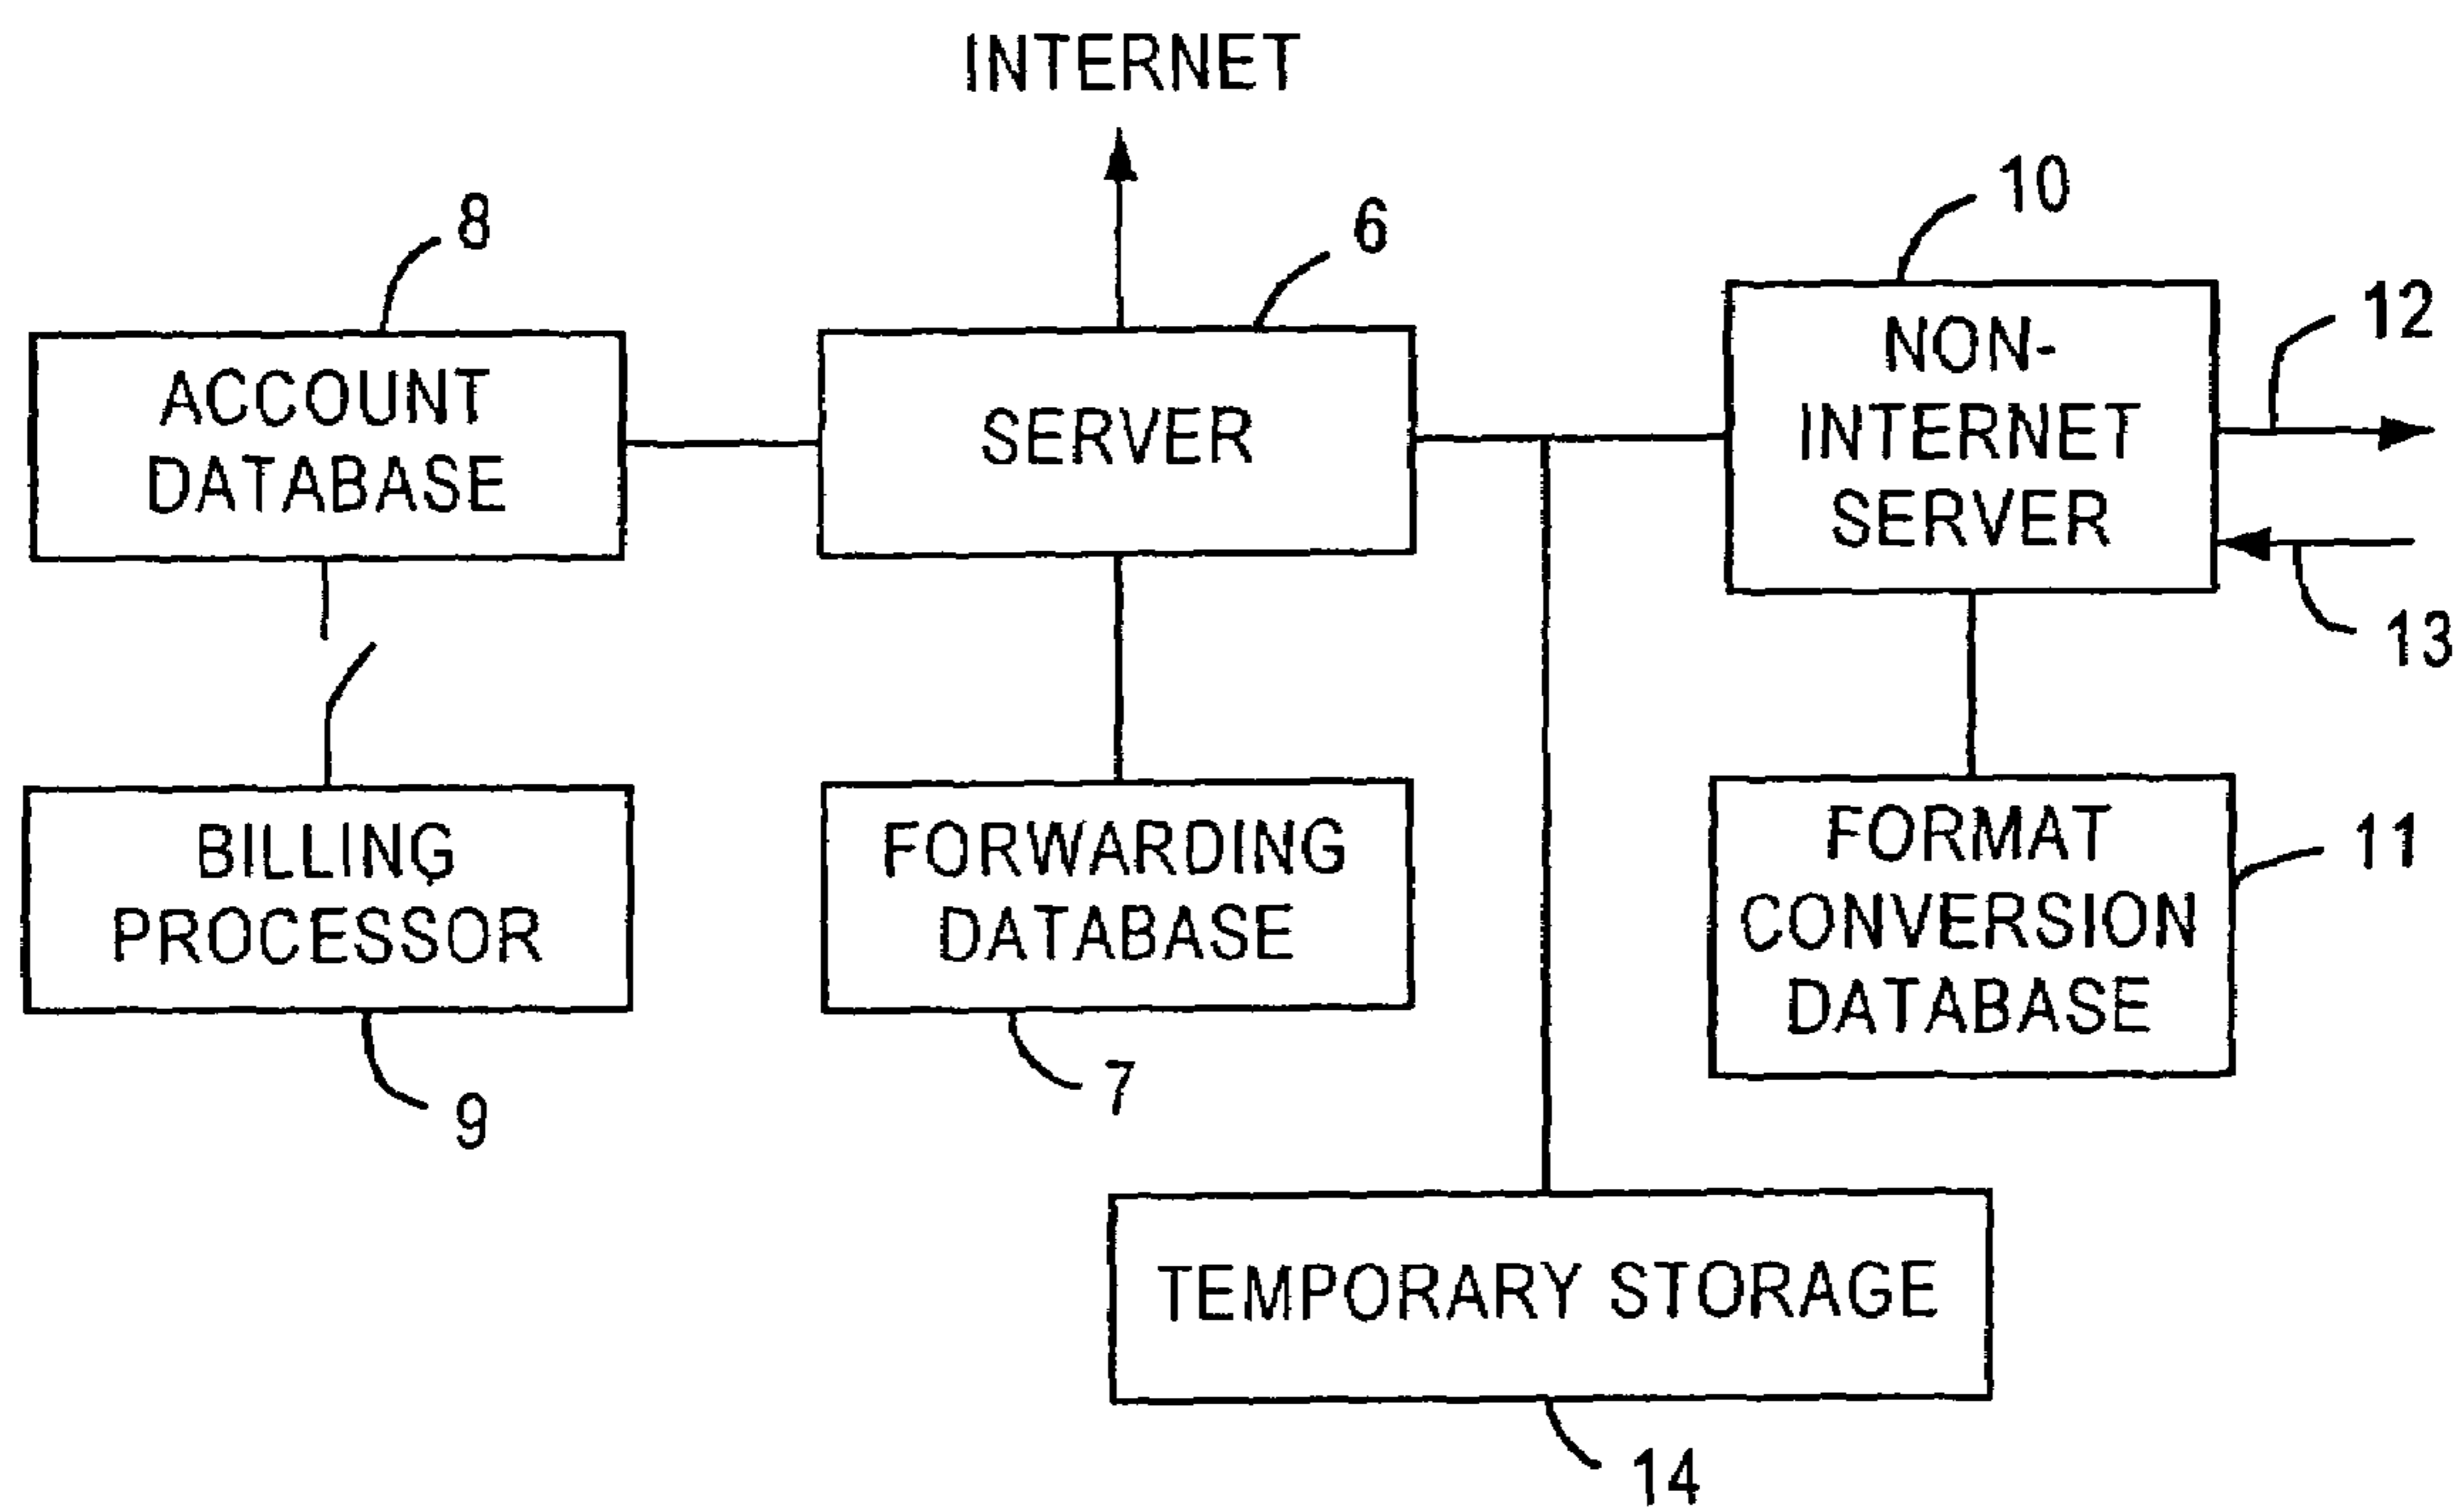 INTERNET
8
6
10
12
ACCOUNT
DATABASE
SERVER
NON-
INTERNET
SERVER
13
BILLING
PROCESSOR
FORWARDING
DATABASE
FORMAT
CONVERSION
DATABASE
11
9
7
TEMPORARY STORAGE
14